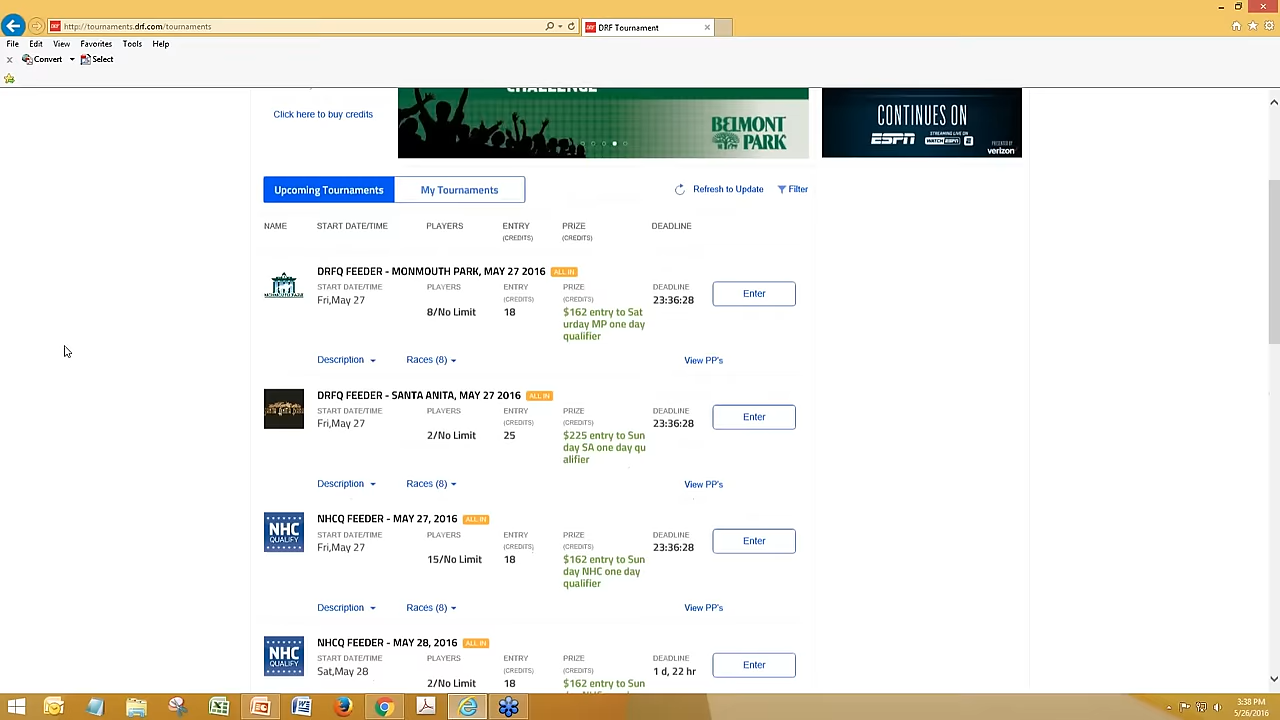 http://tournaments.drf.com/tournaments
DRF Tournament
File Edit View Favorites Tools Help
Convert Select
Click here to buy credits
CHALLENGE
BELMONT
PARK
CONTINUES ON
ESPN STREAMING LIVE ON WATCH ESPN
PRESENTED BY
verizon
Upcoming Tournaments My Tournaments Refresh to Update Filter
NAME START DATE/TIME PLAYERS ENTRY PRIZE DEADLINE
(CREDITS) (CREDITS)
DRFQ FEEDER - MONMOUTH PARK, MAY 27 2016 ALL IN
START DATE/TIME PLAYERS ENTRY PRIZE DEADLINE
Fri,May 27 (CREDITS) (CREDITS) 23:36:28 Enter
8/No Limit 18 $162 entry to Sat
urday MP one day
qualifier
MONMOUTH PARK
Description Races (8) View PP's
DRFQ FEEDER - SANTA ANITA, MAY 27 2016 ALL IN
START DATE/TIME PLAYERS ENTRY PRIZE DEADLINE
Fri,May 27 (CREDITS) (CREDITS) 23:36:28 Enter
2/No Limit 25 $225 entry to Sun
day SA one day qu
alifier
Description Races (8) View PP's
NHCQ FEEDER - MAY 27, 2016 ALL IN
NHC
QUALIFY
START DATE/TIME PLAYERS ENTRY PRIZE DEADLINE
Fri,May 27 (CREDITS) (CREDITS) 23:36:28 Enter
15/No Limit 18 $162 entry to Sun
day NHC one day
qualifier
Description Races (8) View PP's
NHCQ FEEDER - MAY 28, 2016 ALL IN
NHC
QUALIFY
START DATE/TIME PLAYERS ENTRY PRIZE DEADLINE
Sat,May 28 (CREDITS) (CREDITS) 1 d, 22 hr Enter
2/No Limit 18 $162 entry to Sun
3:38 PM
5/26/2016